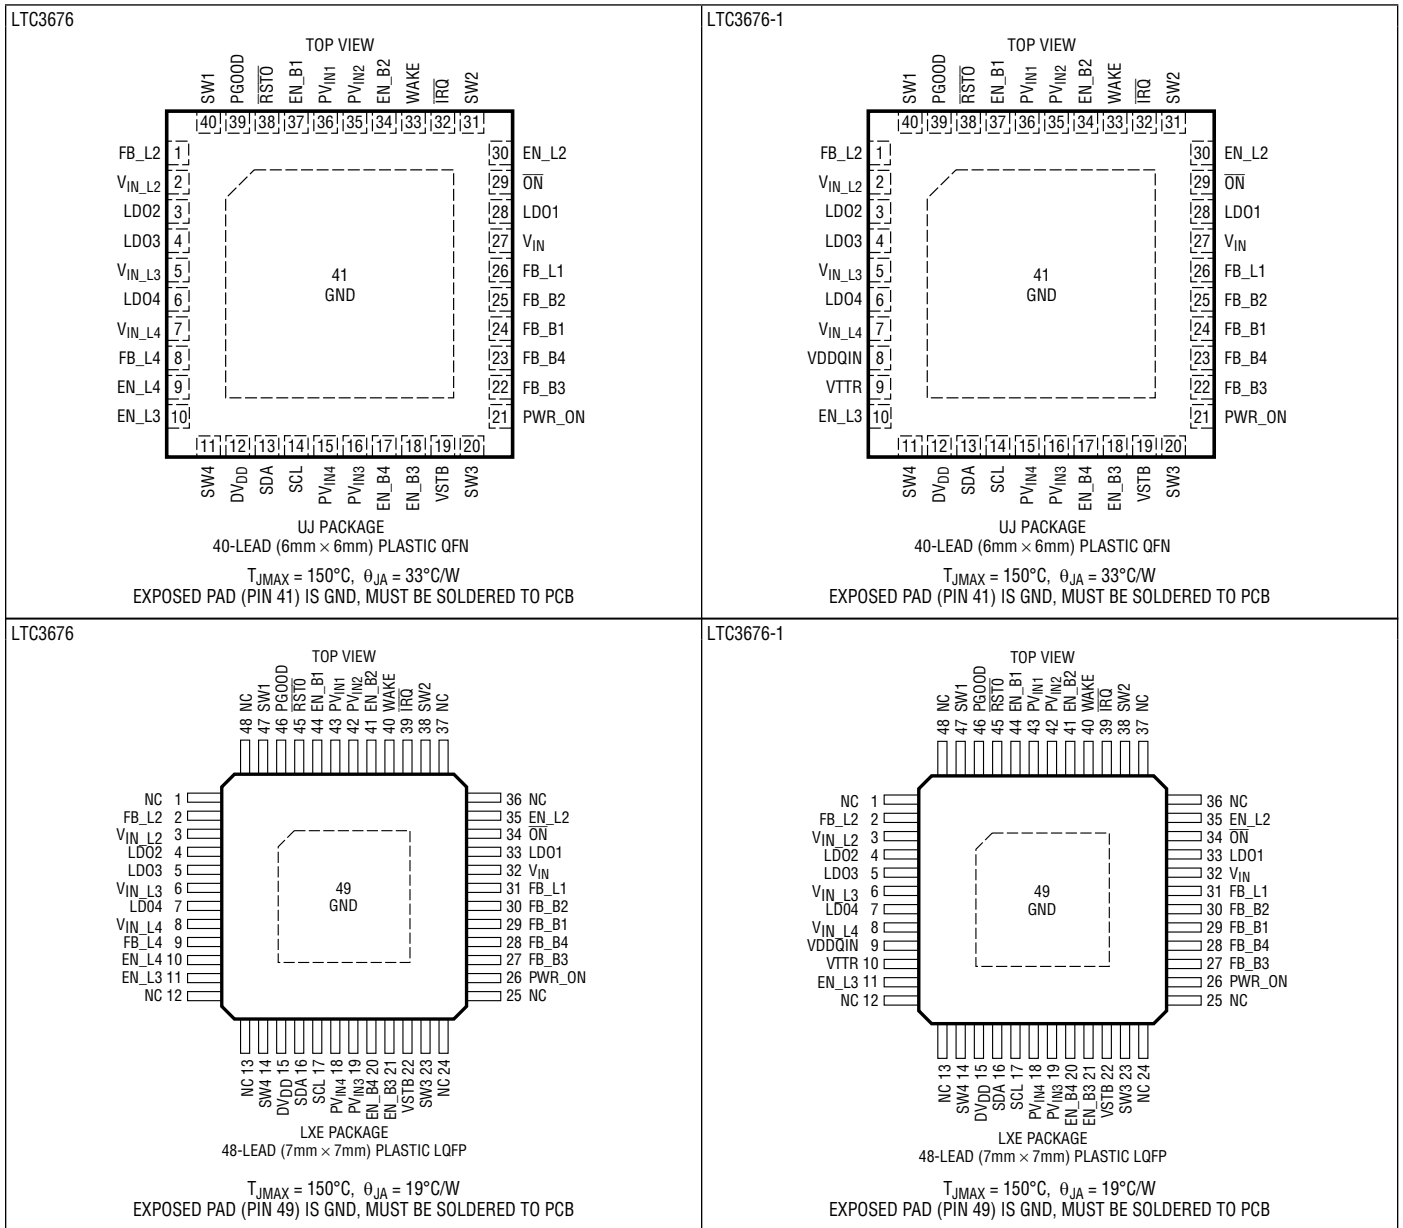 LTC3676
TOP VIEW
SW1 PGOOD RSTO EN_B1 PVIN1 PVIN2 EN_B2 WAKE IRQ SW2
40 39 38 37 36 35 34 33 32 31
FB_L2 1
VIN_L2 2
LDO2 3
LDO3 4
VIN_L3 5
LDO4 6
VIN_L4 7
FB_L4 8
EN_L4 9
EN_L3 10
41
GND
30 EN_L2
29 ON
28 LDO1
27 VIN
26 FB_L1
25 FB_B2
24 FB_B1
23 FB_B4
22 FB_B3
21 PWR_ON
11 12 13 14 15 16 17 18 19 20
SW4 DVDD SDA SCL PVIN4 PVIN3 EN_B4 EN_B3 VSTB SW3
UJ PACKAGE
40-LEAD (6mm × 6mm) PLASTIC QFN
TJMAX = 150°C, θJA = 33°C/W
EXPOSED PAD (PIN 41) IS GND, MUST BE SOLDERED TO PCB
LTC3676-1
TOP VIEW
SW1 PGOOD RSTO EN_B1 PVIN1 PVIN2 EN_B2 WAKE IRQ SW2
40 39 38 37 36 35 34 33 32 31
FB_L2 1
VIN_L2 2
LDO2 3
LDO3 4
VIN_L3 5
LDO4 6
VIN_L4 7
VDDQIN 8
VTTR 9
EN_L3 10
41
GND
30 EN_L2
29 ON
28 LDO1
27 VIN
26 FB_L1
25 FB_B2
24 FB_B1
23 FB_B4
22 FB_B3
21 PWR_ON
11 12 13 14 15 16 17 18 19 20
SW4 DVDD SDA SCL PVIN4 PVIN3 EN_B4 EN_B3 VSTB SW3
UJ PACKAGE
40-LEAD (6mm × 6mm) PLASTIC QFN
TJMAX = 150°C, θJA = 33°C/W
EXPOSED PAD (PIN 41) IS GND, MUST BE SOLDERED TO PCB
LTC3676
TOP VIEW
48 NC 47 SW1 46 PGOOD 45 RSTO 44 EN_B1 43 PVIN1 42 PVIN2 41 EN_B2 40 WAKE 39 IRQ 38 SW2 37 NC
NC 1
FB_L2 2
VIN_L2 3
LDO2 4
LDO3 5
VIN_L3 6
LDO4 7
VIN_L4 8
FB_L4 9
EN_L4 10
EN_L3 11
NC 12
49
GND
36 NC
35 EN_L2
34 ON
33 LDO1
32 VIN
31 FB_L1
30 FB_B2
29 FB_B1
28 FB_B4
27 FB_B3
26 PWR_ON
25 NC
NC 13 SW4 14 DVDD 15 SDA 16 SCL 17 PVIN4 18 PVIN3 19 EN_B4 20 EN_B3 21 VSTB 22 SW3 23 NC 24
LXE PACKAGE
48-LEAD (7mm × 7mm) PLASTIC LQFP
TJMAX = 150°C, θJA = 19°C/W
EXPOSED PAD (PIN 49) IS GND, MUST BE SOLDERED TO PCB
LTC3676-1
TOP VIEW
48 NC 47 SW1 46 PGOOD 45 RSTO 44 EN_B1 43 PVIN1 42 PVIN2 41 EN_B2 40 WAKE 39 IRQ 38 SW2 37 NC
NC 1
FB_L2 2
VIN_L2 3
LDO2 4
LDO3 5
VIN_L3 6
LDO4 7
VIN_L4 8
VDDQIN 9
VTTR 10
EN_L3 11
NC 12
49
GND
36 NC
35 EN_L2
34 ON
33 LDO1
32 VIN
31 FB_L1
30 FB_B2
29 FB_B1
28 FB_B4
27 FB_B3
26 PWR_ON
25 NC
NC 13 SW4 14 DVDD 15 SDA 16 SCL 17 PVIN4 18 PVIN3 19 EN_B4 20 EN_B3 21 VSTB 22 SW3 23 NC 24
LXE PACKAGE
48-LEAD (7mm × 7mm) PLASTIC LQFP
TJMAX = 150°C, θJA = 19°C/W
EXPOSED PAD (PIN 49) IS GND, MUST BE SOLDERED TO PCB